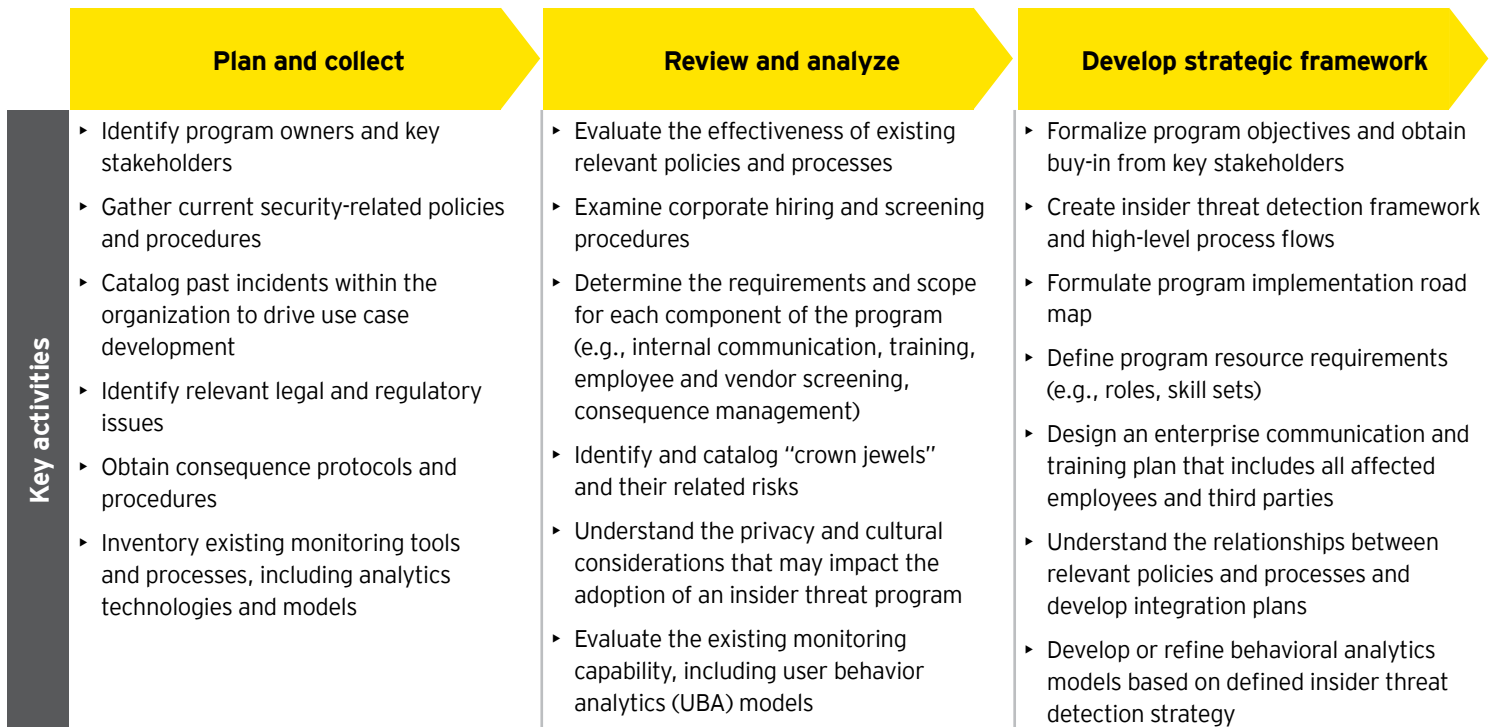 Plan and collect
Review and analyze
Develop strategic framework
Key activities
‣ Identify program owners and key
stakeholders
‣ Gather current security-related policies
and procedures
‣ Catalog past incidents within the
organization to drive use case
development
‣ Identify relevant legal and regulatory
issues
‣ Obtain consequence protocols and
procedures
‣ Inventory existing monitoring tools
and processes, including analytics
technologies and models
‣ Evaluate the effectiveness of existing
relevant policies and processes
‣ Examine corporate hiring and screening
procedures
‣ Determine the requirements and scope
for each component of the program
(e.g., internal communication, training,
employee and vendor screening,
consequence management)
‣ Identify and catalog “crown jewels”
and their related risks
‣ Understand the privacy and cultural
considerations that may impact the
adoption of an insider threat program
‣ Evaluate the existing monitoring
capability, including user behavior
analytics (UBA) models
‣ Formalize program objectives and obtain
buy-in from key stakeholders
‣ Create insider threat detection framework
and high-level process flows
‣ Formulate program implementation road
map
‣ Define program resource requirements
(e.g., roles, skill sets)
‣ Design an enterprise communication and
training plan that includes all affected
employees and third parties
‣ Understand the relationships between
relevant policies and processes and
develop integration plans
‣ Develop or refine behavioral analytics
models based on defined insider threat
detection strategy